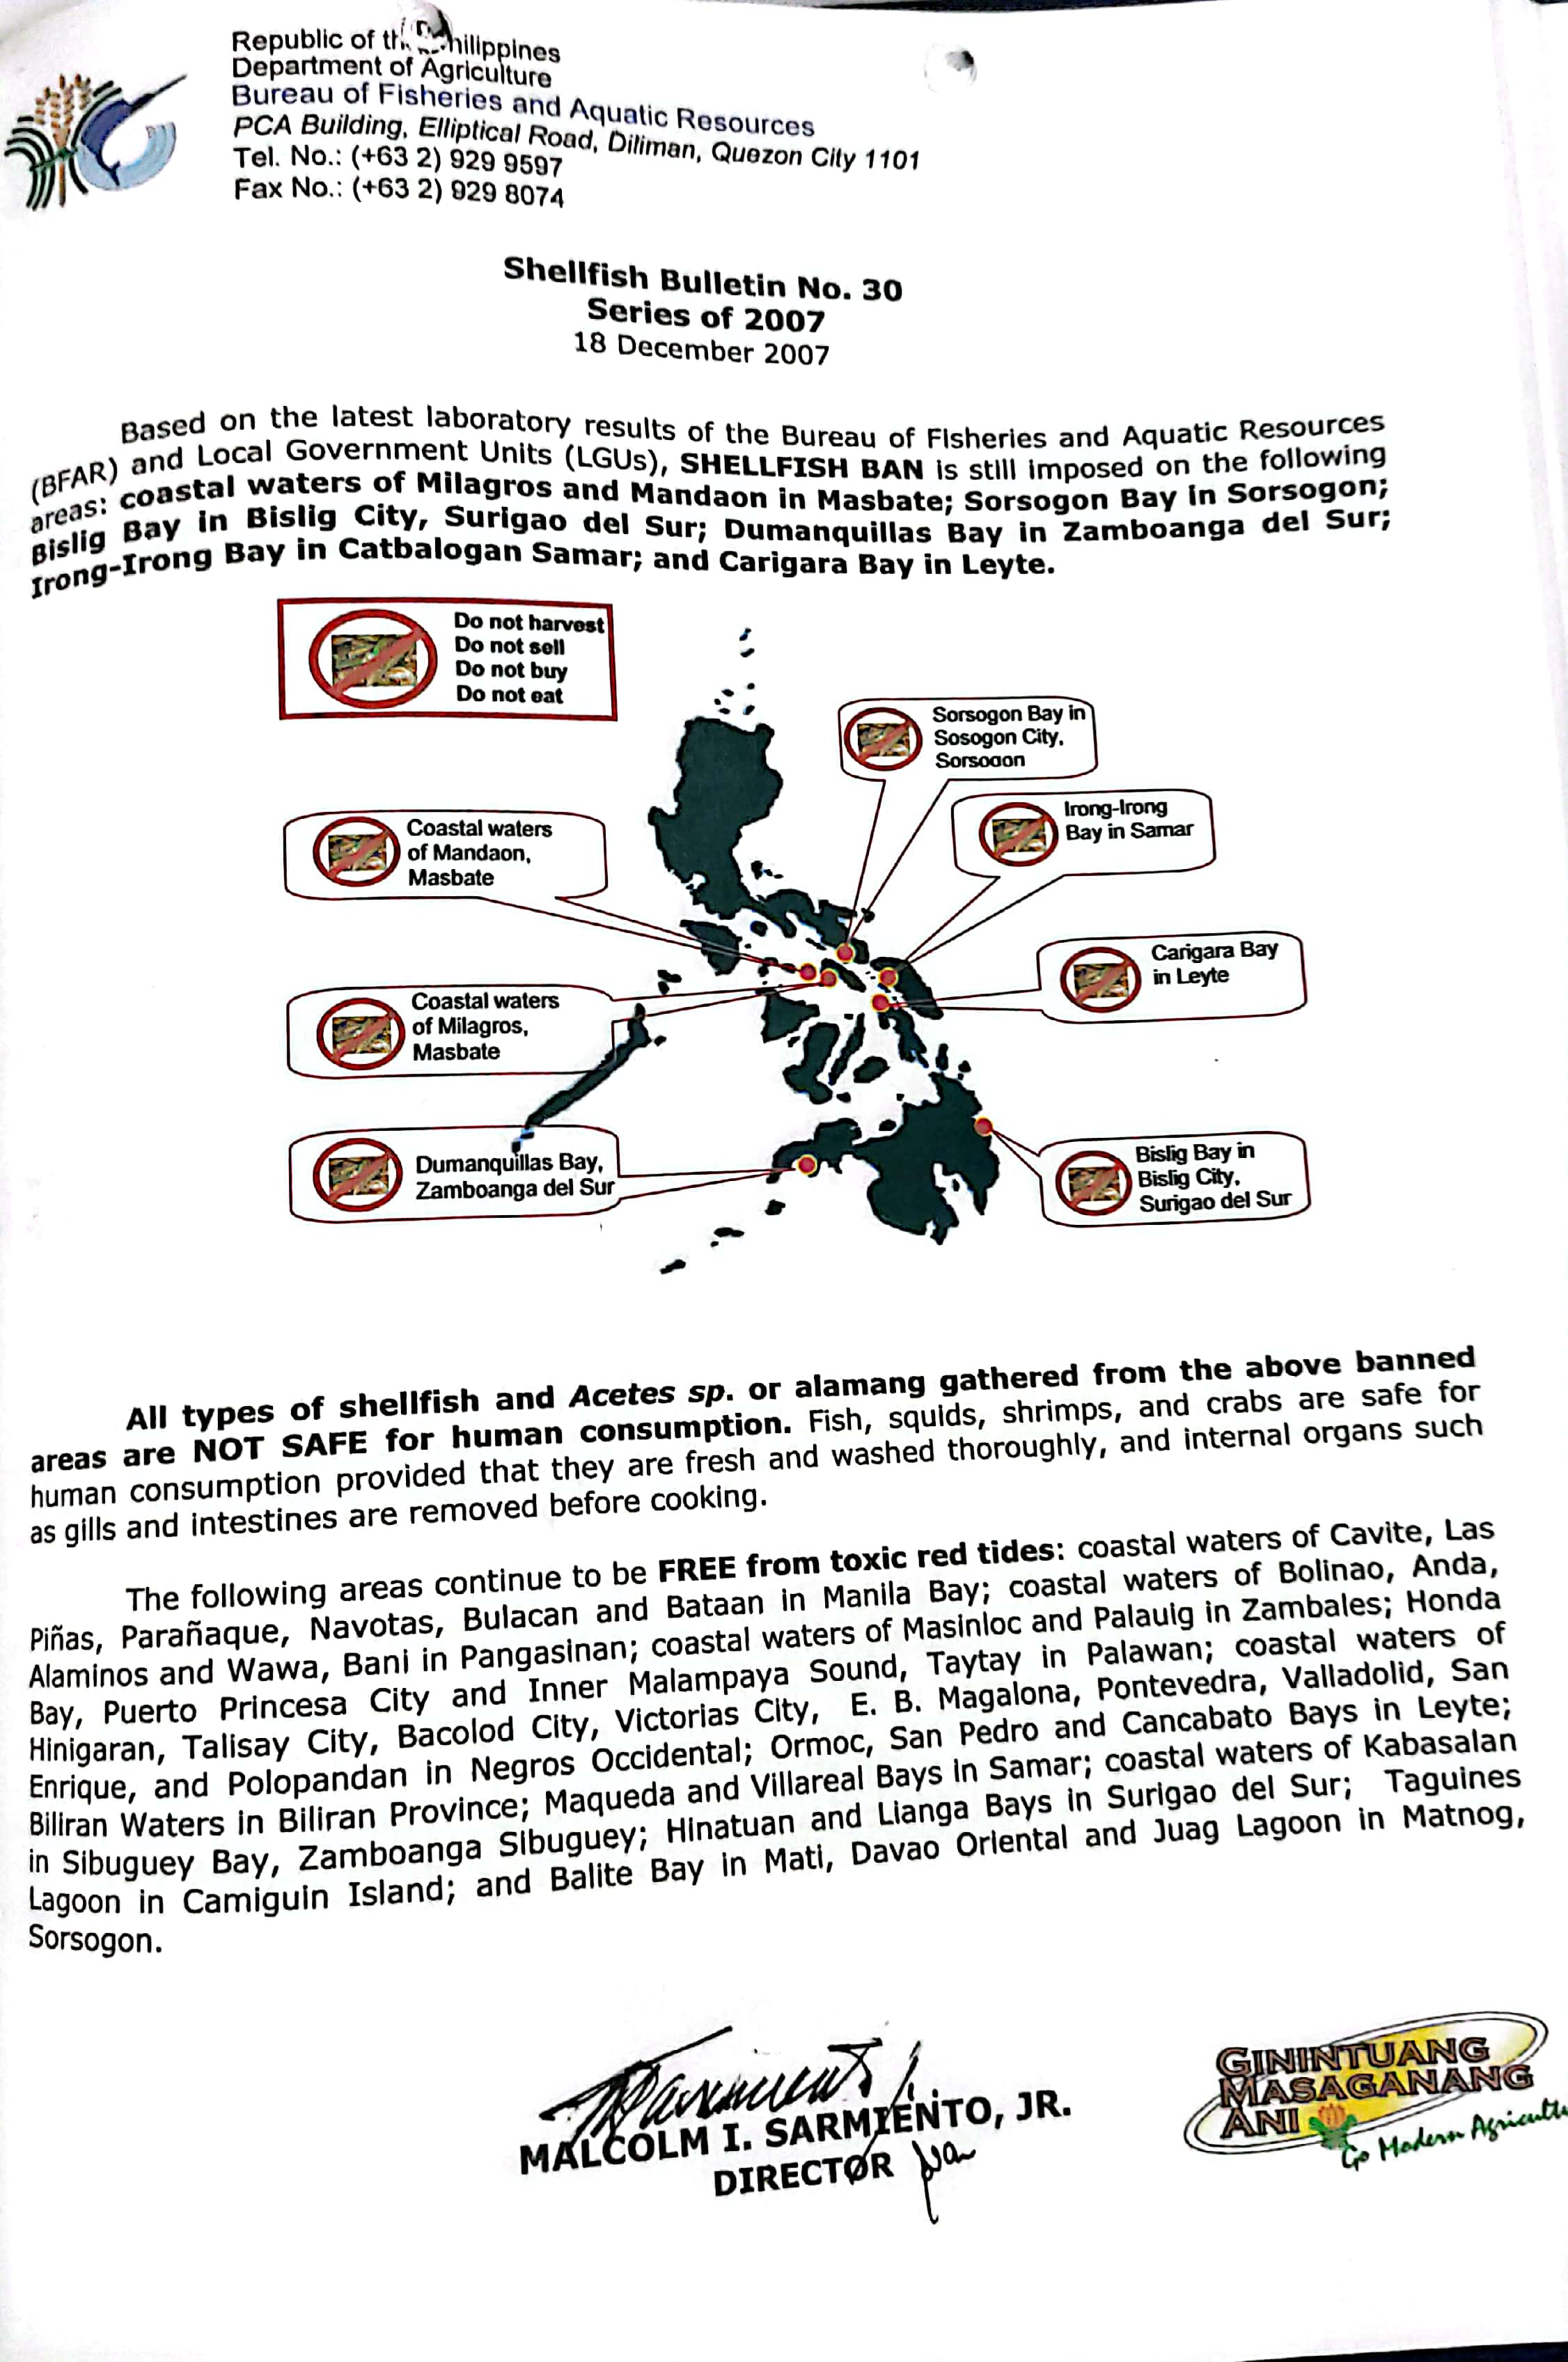 Republic of the Philippines
Department of Agriculture
Bureau of Fisheries and Aquatic Resources
PCA Building, Elliptical Road, Diliman, Quezon City 1101
Tel. No.: (+63 2) 929 9597
Fax No.: (+63 2) 929 8074
Shellfish Bulletin No. 30
Series of 2007
18 December 2007
Based on the latest laboratory results of the Bureau of Fisheries and Aquatic Resources
(BFAR) and Local Government Units (LGUs), SHELLFISH BAN is still imposed on the following
areas: coastal waters of Milagros and Mandaon in Masbate; Sorsogon Bay in Sorsogon;
Bislig Bay in Bislig City, Surigao del Sur; Dumanquillas Bay in Zamboanga del Sur;
Irong-Irong Bay in Catbalogan Samar; and Carigara Bay in Leyte.
Do not harvest
Do not sell
Do not buy
Do not eat
Sorsogon Bay in
Sosogon City,
Sorsogon
Irong-Irong
Bay in Samar
Coastal waters
of Mandaon,
Masbate
Carigara Bay
in Leyte
Coastal waters
of Milagros,
Masbate
Dumanquillas Bay,
Zamboanga del Sur
Bislig Bay in
Bislig City,
Surigao del Sur
All types of shellfish and Acetes sp. or alamang gathered from the above banned
areas are NOT SAFE for human consumption. Fish, squids, shrimps, and crabs are safe for
human consumption provided that they are fresh and washed thoroughly, and internal organs such
as gills and intestines are removed before cooking.
The following areas continue to be FREE from toxic red tides: coastal waters of Cavite, Las
Piñas, Parañaque, Navotas, Bulacan and Bataan in Manila Bay; coastal waters of Bolinao, Anda,
Alaminos and Wawa, Bani in Pangasinan; coastal waters of Masinloc and Palauig in Zambales; Honda
Bay, Puerto Princesa City and Inner Malampaya Sound, Taytay in Palawan; coastal waters of
Hinigaran, Talisay City, Bacolod City, Victorias City, E. B. Magalona, Pontevedra, Valladolid, San
Enrique, and Polopandan in Negros Occidental; Ormoc, San Pedro and Cancabato Bays in Leyte;
Biliran Waters in Biliran Province; Maqueda and Villareal Bays in Samar; coastal waters of Kabasalan
in Sibuguey Bay, Zamboanga Sibuguey; Hinatuan and Lianga Bays in Surigao del Sur; Taguines
Lagoon in Camiguin Island; and Balite Bay in Mati, Davao Oriental and Juag Lagoon in Matnog,
Sorsogon.
MALCOLM I. SARMIENTO, JR.
DIRECTOR
GININTUANG
MASAGANANG
ANI
Go Modern Agricultu